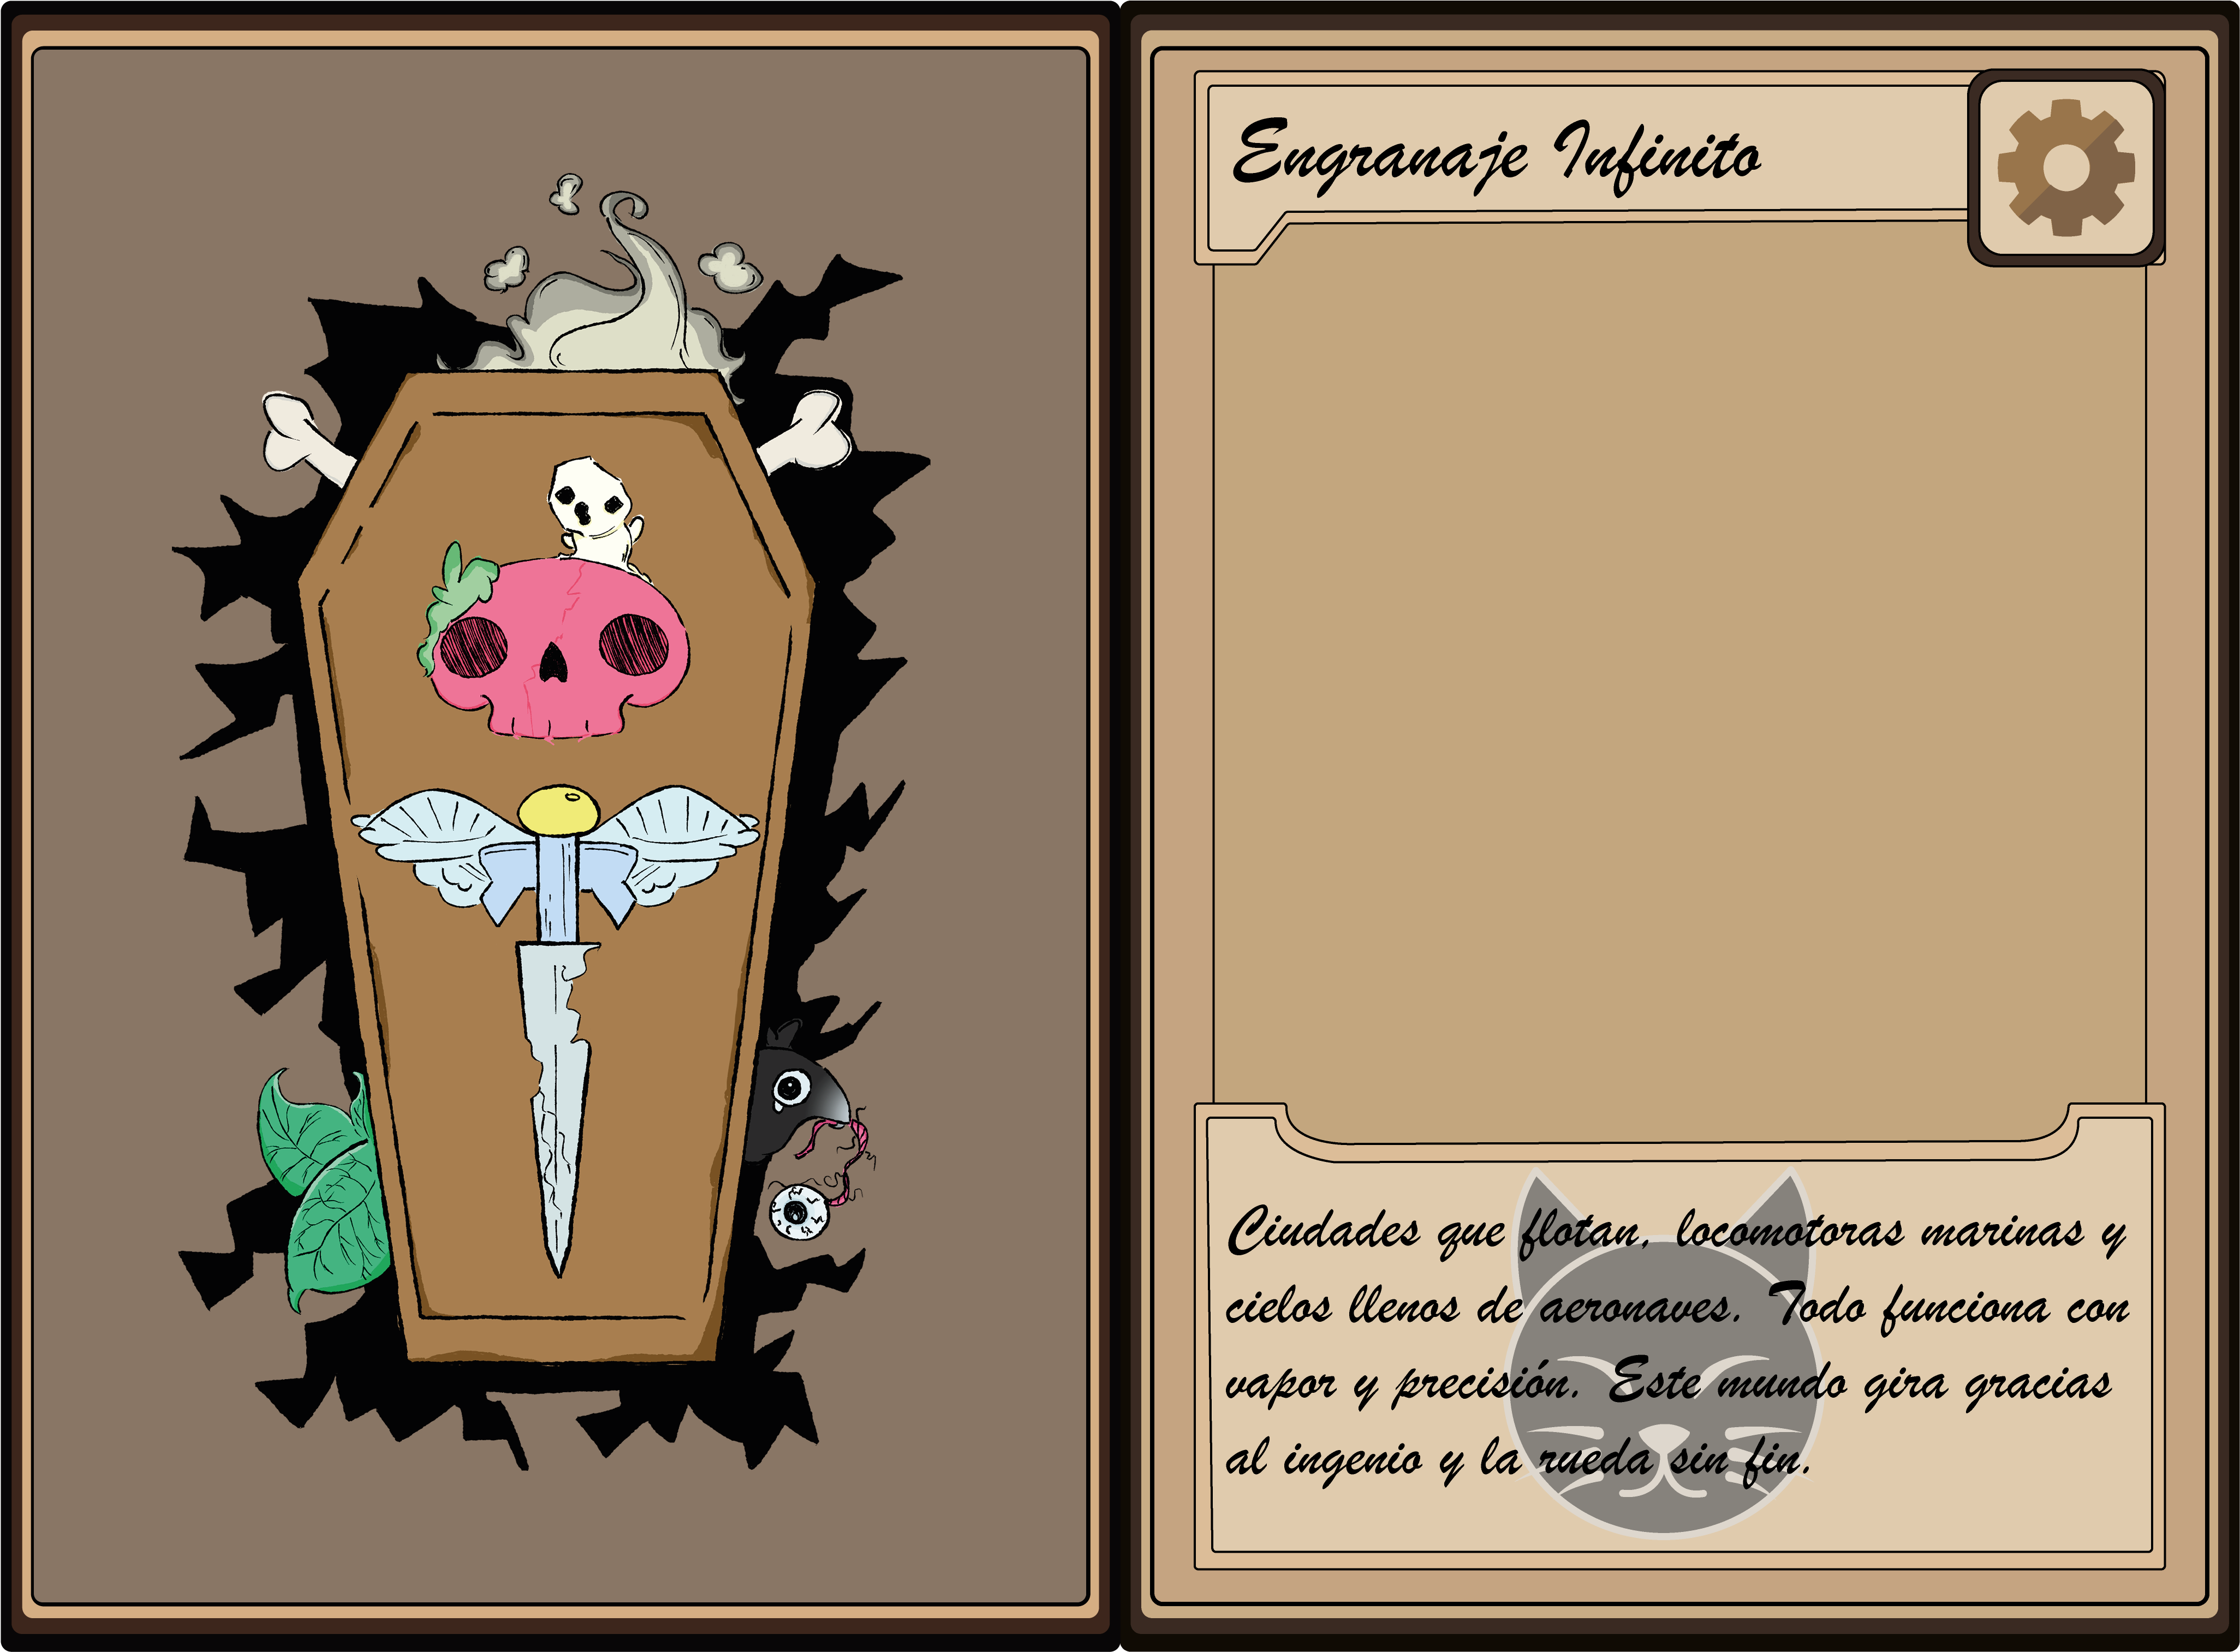 Engranaje Infinito
Ciudades que flotan, locomotoras marinas y
cielos llenos de aeronaves. Todo funciona con
vapor y precisión. Este mundo gira gracias
al ingenio y la rueda sin fin.